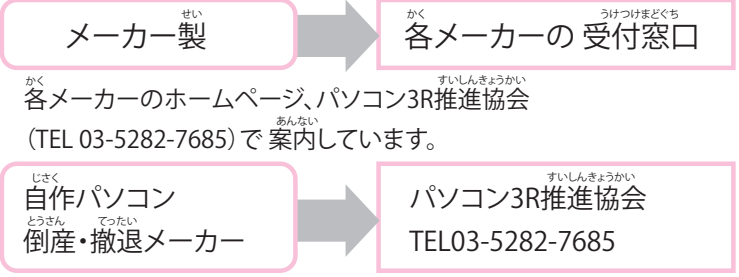 メーカー製
各メーカーの 受付窓口
各メーカーのホームページ、パソコン3R推進協会
（TEL 03-5282-7685）で 案内しています。
自作パソコン
倒産・撤退メーカー
パソコン3R推進協会
TEL03-5282-7685